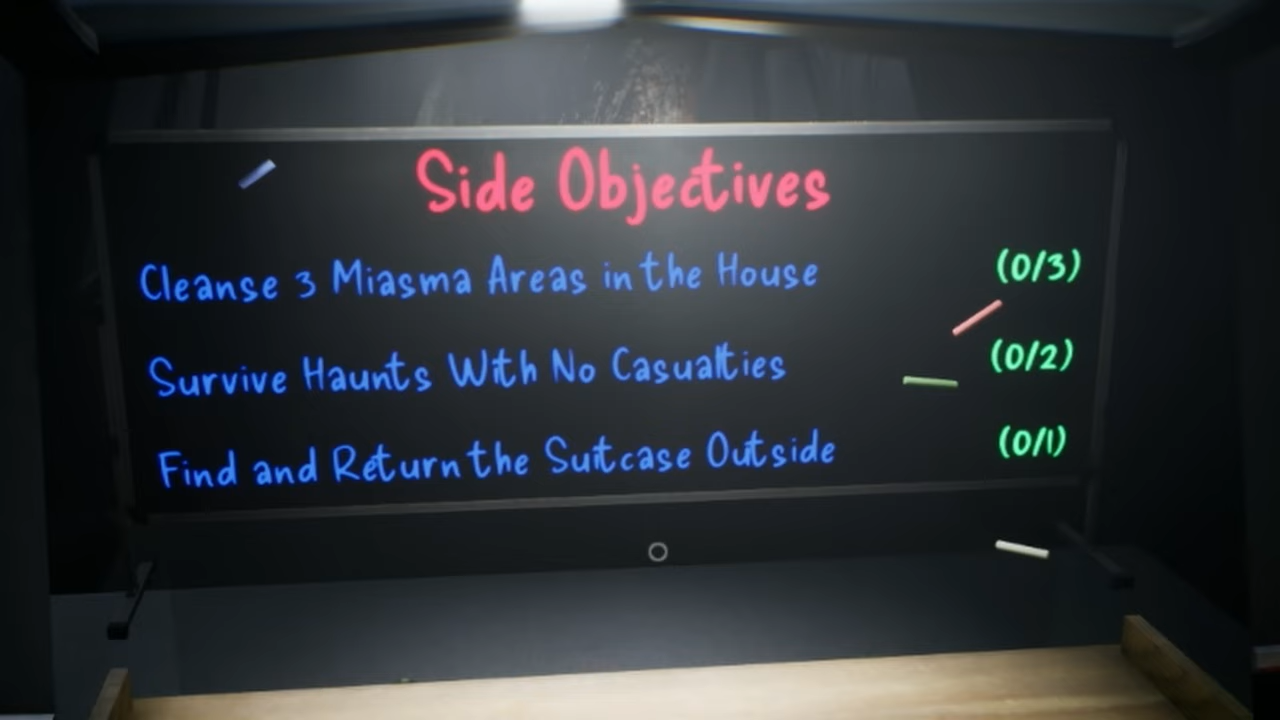 Side Objectives
Cleanse 3 Miasma Areas in the House (0/3)
Survive Haunts With No Casualties (0/2)
Find and Return the Suitcase Outside (0/1)